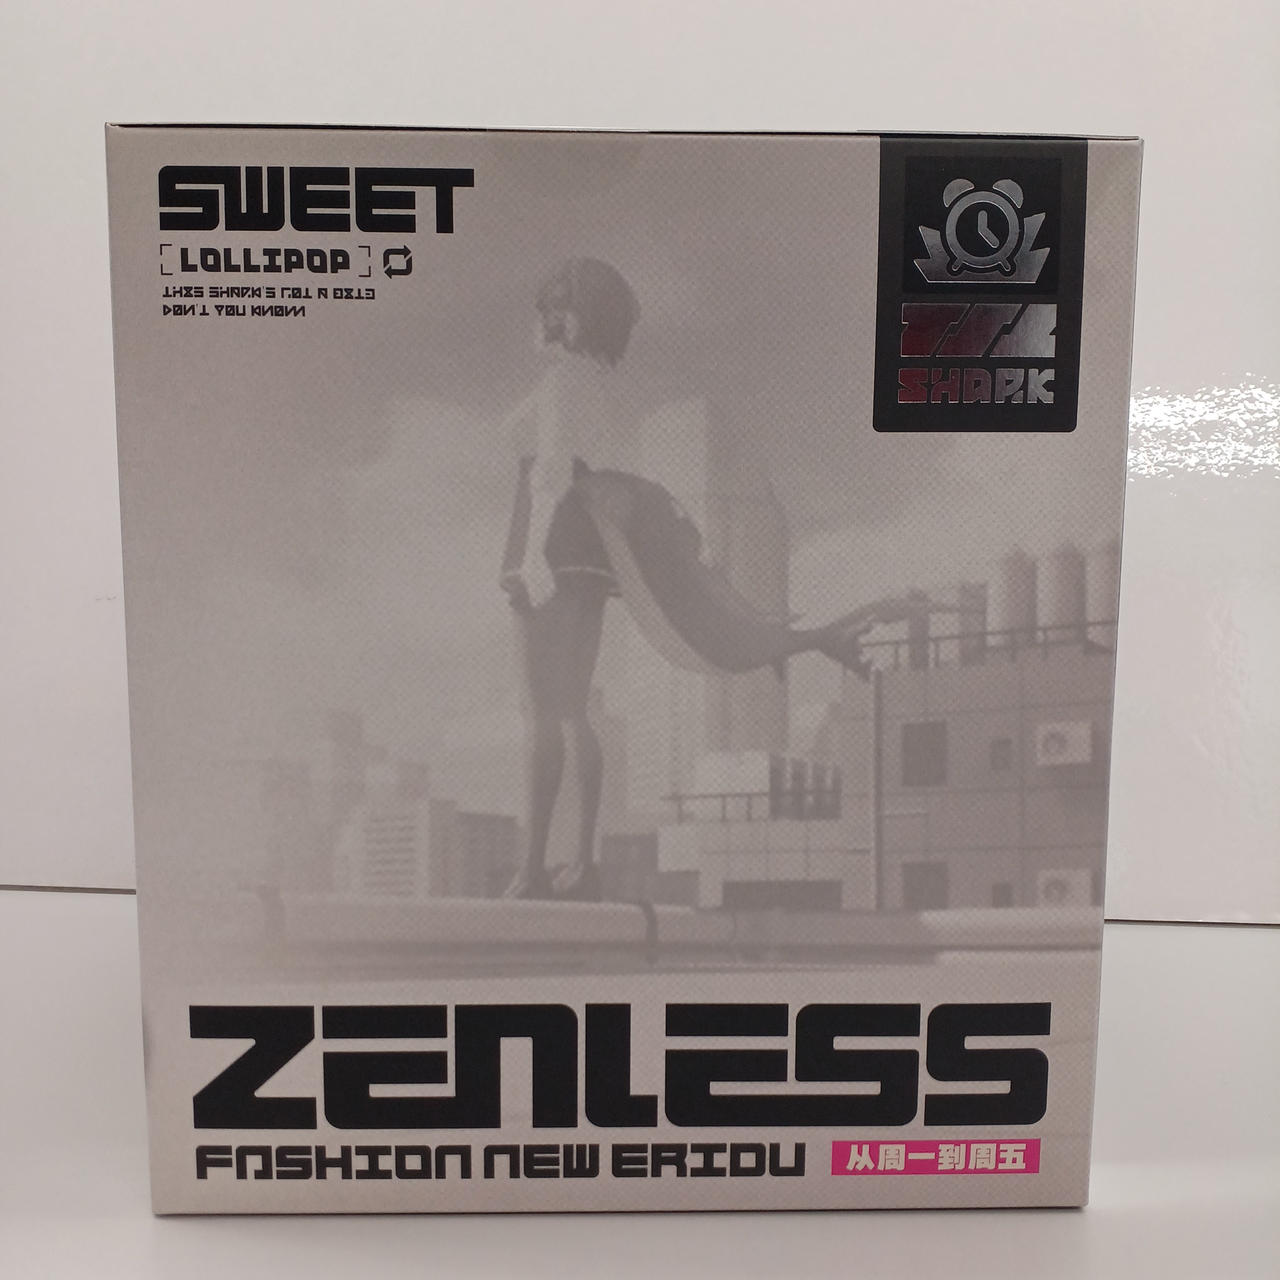 SWEET
[LOLLIPOP]
THIS SHARK'S GOT A BITE
DON'T YOU KNOW
ZZZ
SHARK
ZENLESS
FASHION NEW ERIDU
从周一到周五